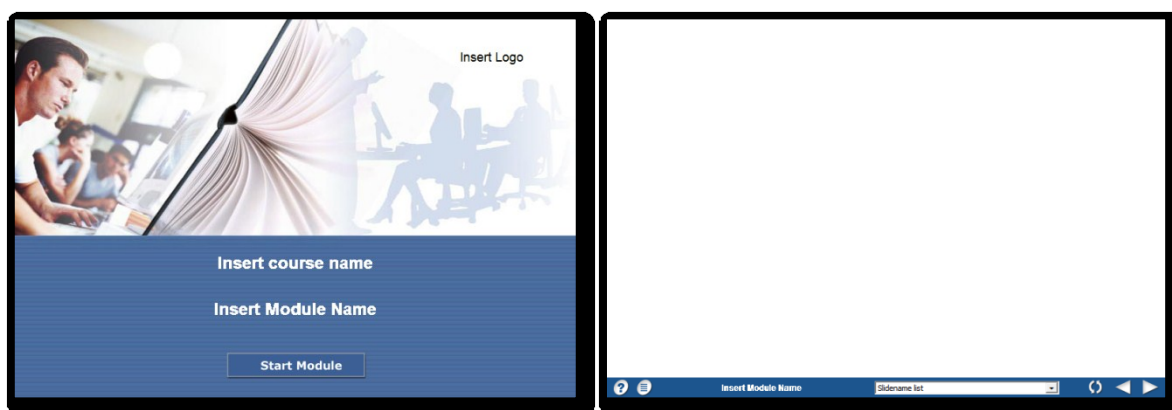 Insert Logo
Insert course name
Insert Module Name
Start Module
?
Insert Module Name
Slidename list